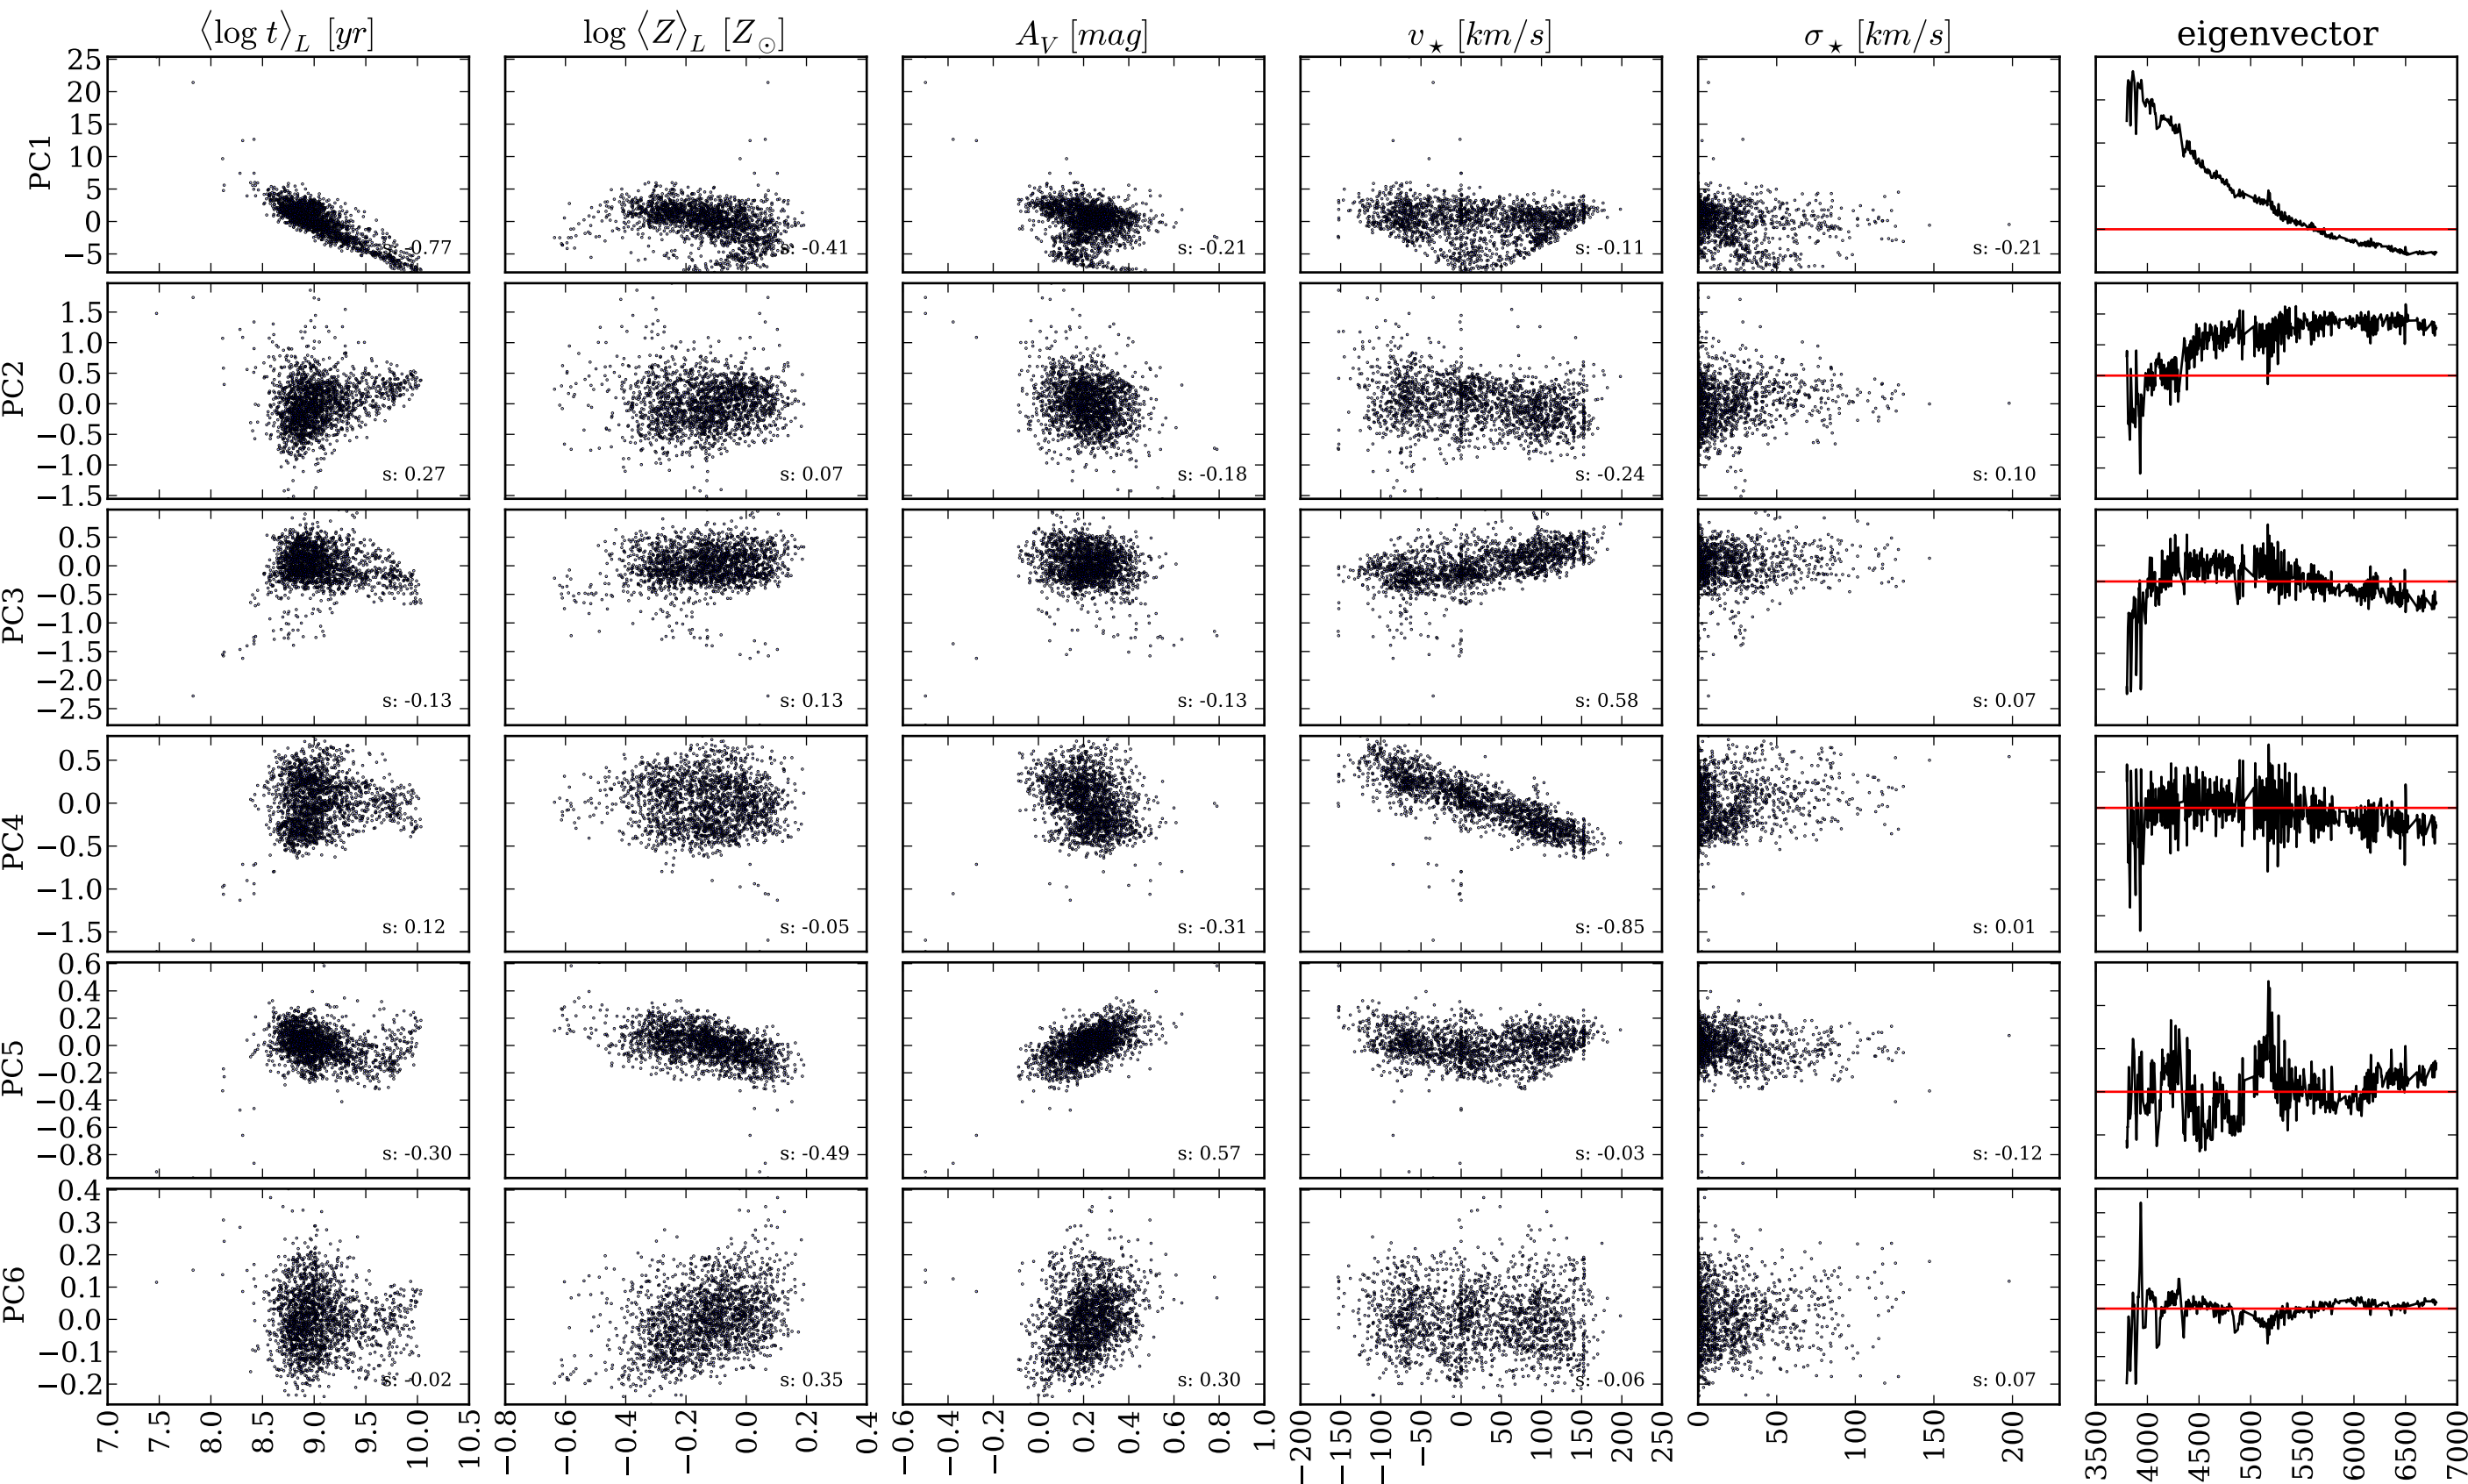 ⟨log t⟩_L [yr] log ⟨Z⟩_L [Z_⊙] A_V [mag] v_⋆ [km/s] σ_⋆ [km/s] eigenvector
PC1
25
20
15
10
5
0
−5
s: -0.77 s: -0.41 s: -0.21 s: -0.11 s: -0.21
PC2
1.5
1.0
0.5
0.0
−0.5
−1.0
−1.5
s: 0.27 s: 0.07 s: -0.18 s: -0.24 s: 0.10
PC3
0.5
0.0
−0.5
−1.0
−1.5
−2.0
−2.5
s: -0.13 s: 0.13 s: -0.13 s: 0.58 s: 0.07
PC4
0.5
0.0
−0.5
−1.0
−1.5
s: 0.12 s: -0.05 s: -0.31 s: -0.85 s: 0.01
PC5
0.6
0.4
0.2
0.0
−0.2
−0.4
−0.6
−0.8
s: -0.30 s: -0.49 s: 0.57 s: -0.03 s: -0.12
PC6
0.4
0.3
0.2
0.1
0.0
−0.1
−0.2
s: -0.02 s: 0.35 s: 0.30 s: -0.06 s: 0.07
7.0 7.5 8.0 8.5 9.0 9.5 10.0 10.5 −0.8 −0.6 −0.4 −0.2 0.0 0.2 0.4 −0.6 −0.4 −0.2 0.0 0.2 0.4 0.6 0.8 1.0 −200 −150 −100 −50 0 50 100 150 200 250 0 50 100 150 200 3500 4000 4500 5000 5500 6000 6500 7000